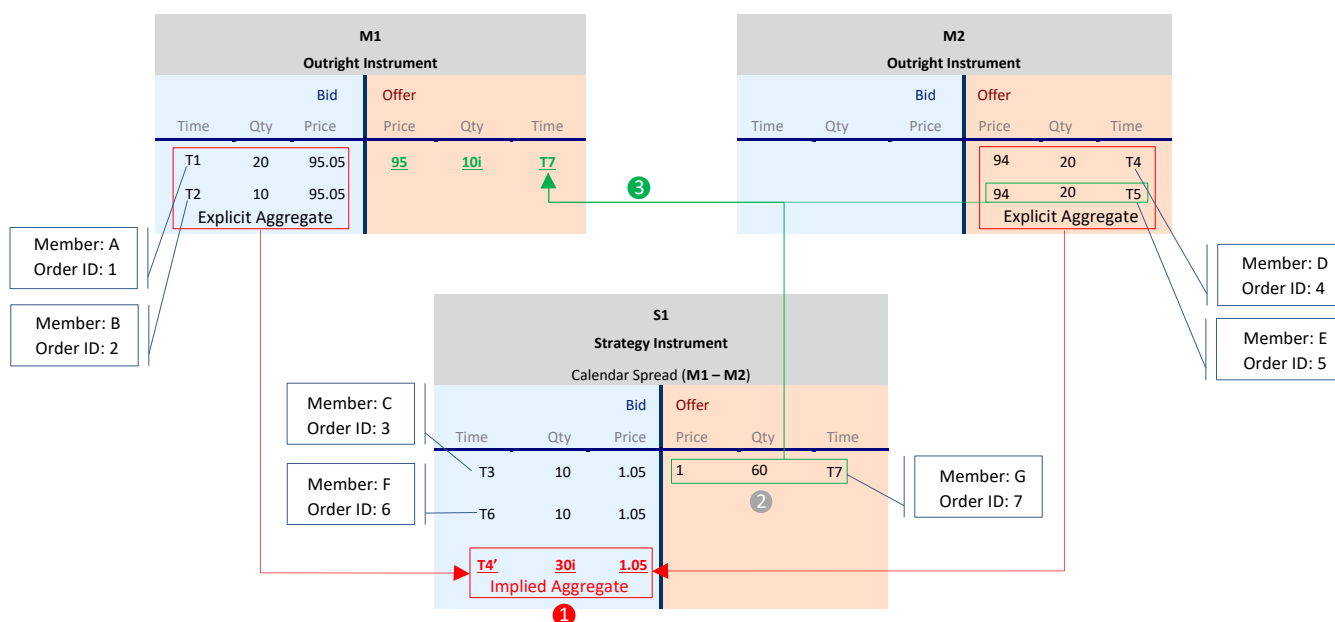 M1
Outright Instrument
Bid Offer
Time Qty Price Price Qty Time
T1 20 95.05 95 10i T7
T2 10 95.05
Explicit Aggregate
M2
Outright Instrument
Bid Offer
Time Qty Price Price Qty Time
94 20 T4
94 20 T5
Explicit Aggregate
3
Member: A
Order ID: 1
Member: B
Order ID: 2
Member: D
Order ID: 4
Member: E
Order ID: 5
S1
Strategy Instrument
Calendar Spread (M1 – M2)
Bid Offer
Time Qty Price Price Qty Time
T3 10 1.05 1 60 T7
2
T6 10 1.05
T4’ 30i 1.05
Implied Aggregate
1
Member: C
Order ID: 3
Member: F
Order ID: 6
Member: G
Order ID: 7